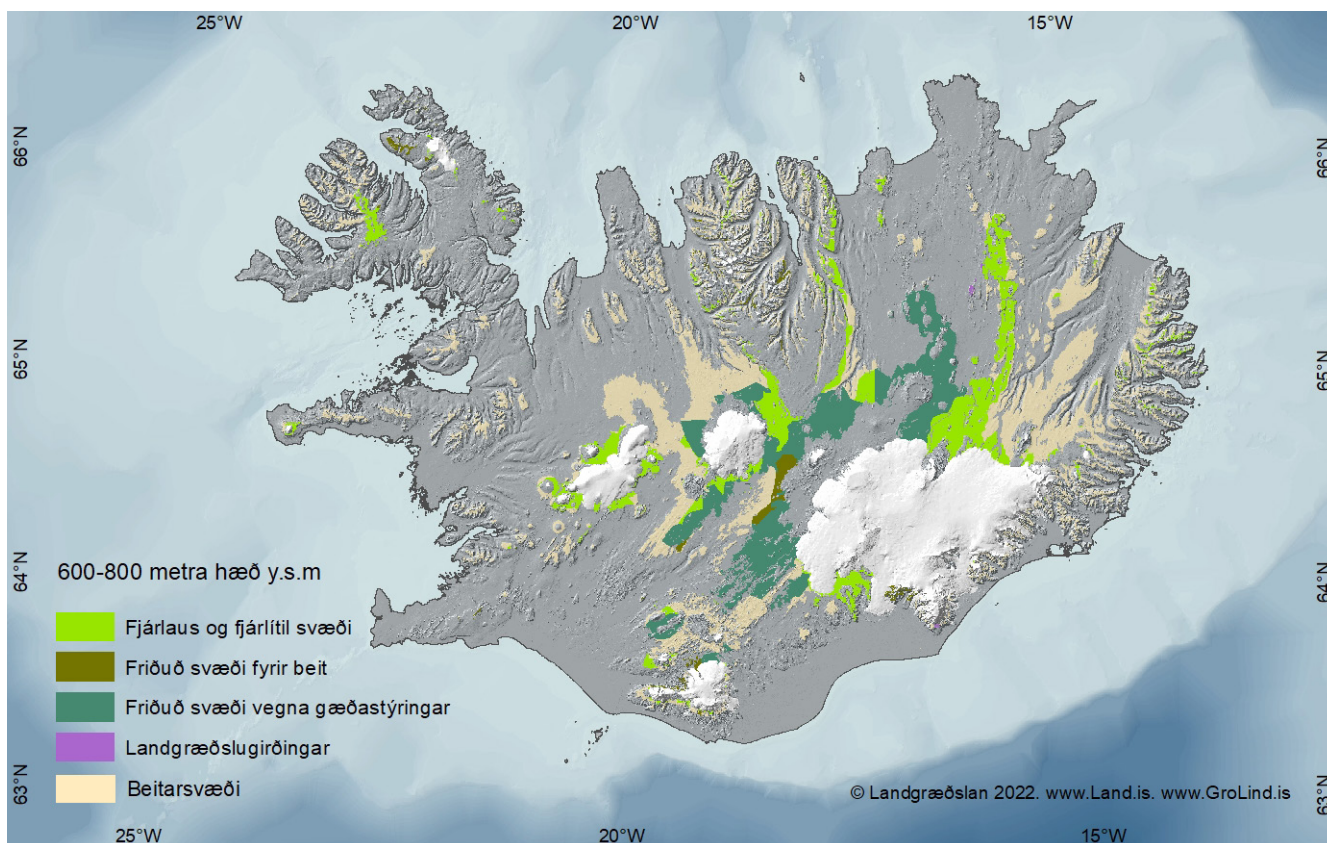 25°W 20°W 15°W
66°N 66°N
65°N 65°N
64°N 64°N
63°N 63°N
600-800 metra hæð y.s.m
Fjárlaus og fjárlítil svæði
Friðuð svæði fyrir beit
Friðuð svæði vegna gæðastýringar
Landgræðslugirðingar
Beitarsvæði
© Landgræðslan 2022. www.Land.is. www.GroLind.is
25°W 20°W 15°W